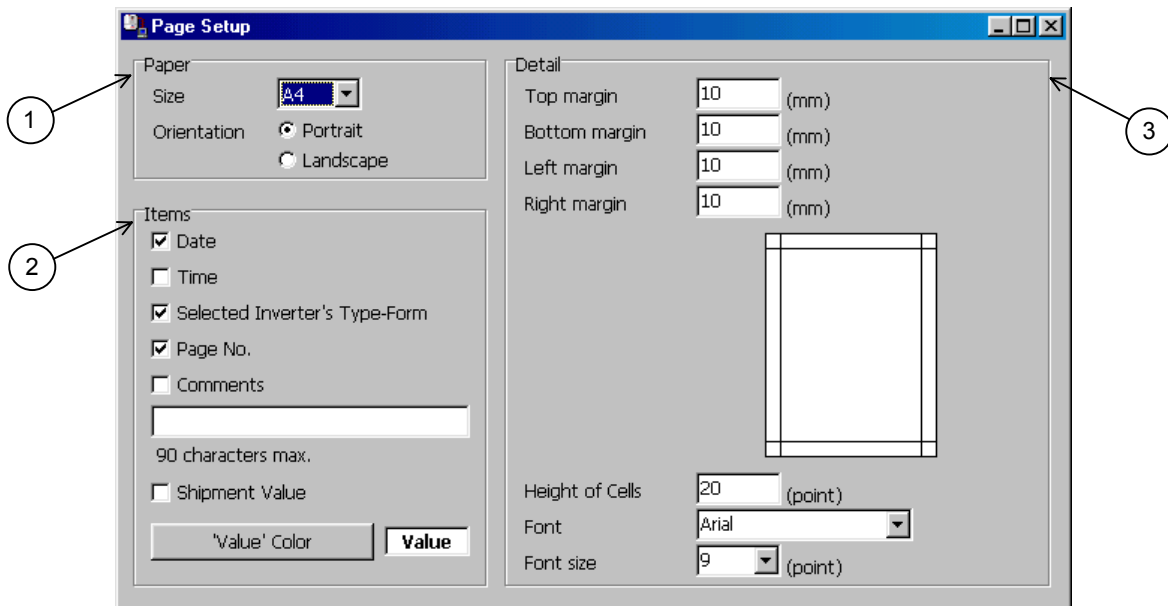 Page Setup
Paper
Size A4
Orientation Portrait
Landscape
Items
Date
Time
Selected Inverter's Type-Form
Page No.
Comments
90 characters max.
Shipment Value
'Value' Color Value
Detail
Top margin 10 (mm)
Bottom margin 10 (mm)
Left margin 10 (mm)
Right margin 10 (mm)
Height of Cells 20 (point)
Font Arial
Font size 9 (point)
1
2
3